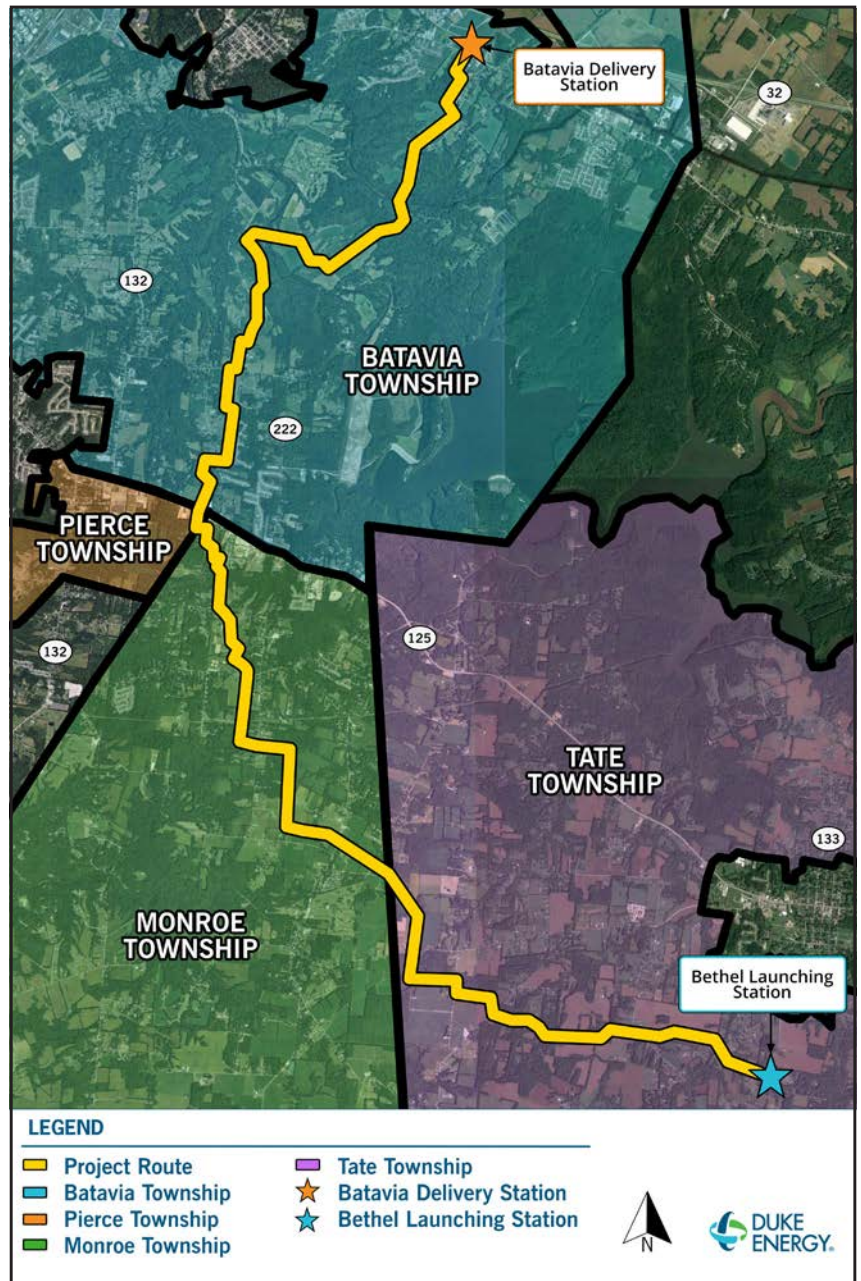 Batavia Delivery
Station
32
132
BATAVIA
TOWNSHIP
222
PIERCE
TOWNSHIP
132
125
TATE
TOWNSHIP
133
MONROE
TOWNSHIP
Bethel Launching
Station
LEGEND
Project Route
Batavia Township
Pierce Township
Monroe Township
Tate Township
Batavia Delivery Station
Bethel Launching Station
N
DUKE
ENERGY®